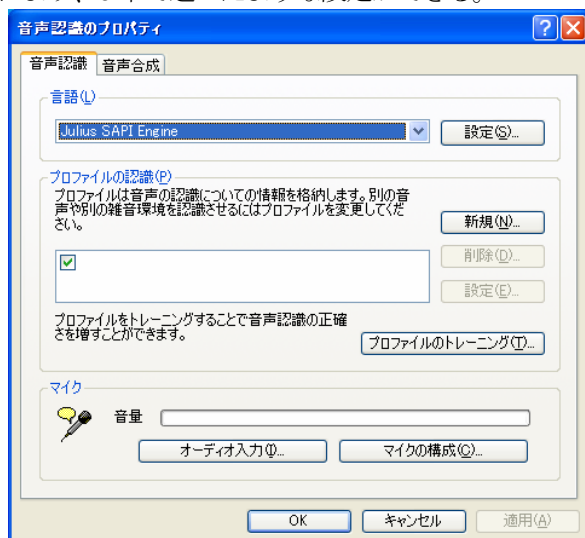 音声認識のプロパティ
音声認識 音声合成
言語(L)
Julius SAPI Engine
設定(S)...
プロファイルの認識(P)
プロファイルは音声の認識についての情報を格納します。別の音
声や別の雑音環境を認識させるにはプロファイルを変更してくだ
さい。
新規(N)...
削除(D)...
設定(E)...
プロファイルをトレーニングすることで音声認識の正確
さを増すことができます。
プロファイルのトレーニング(T)...
マイク
音量
オーディオ入力(I)...
マイクの構成(C)...
OK
キャンセル
適用(A)